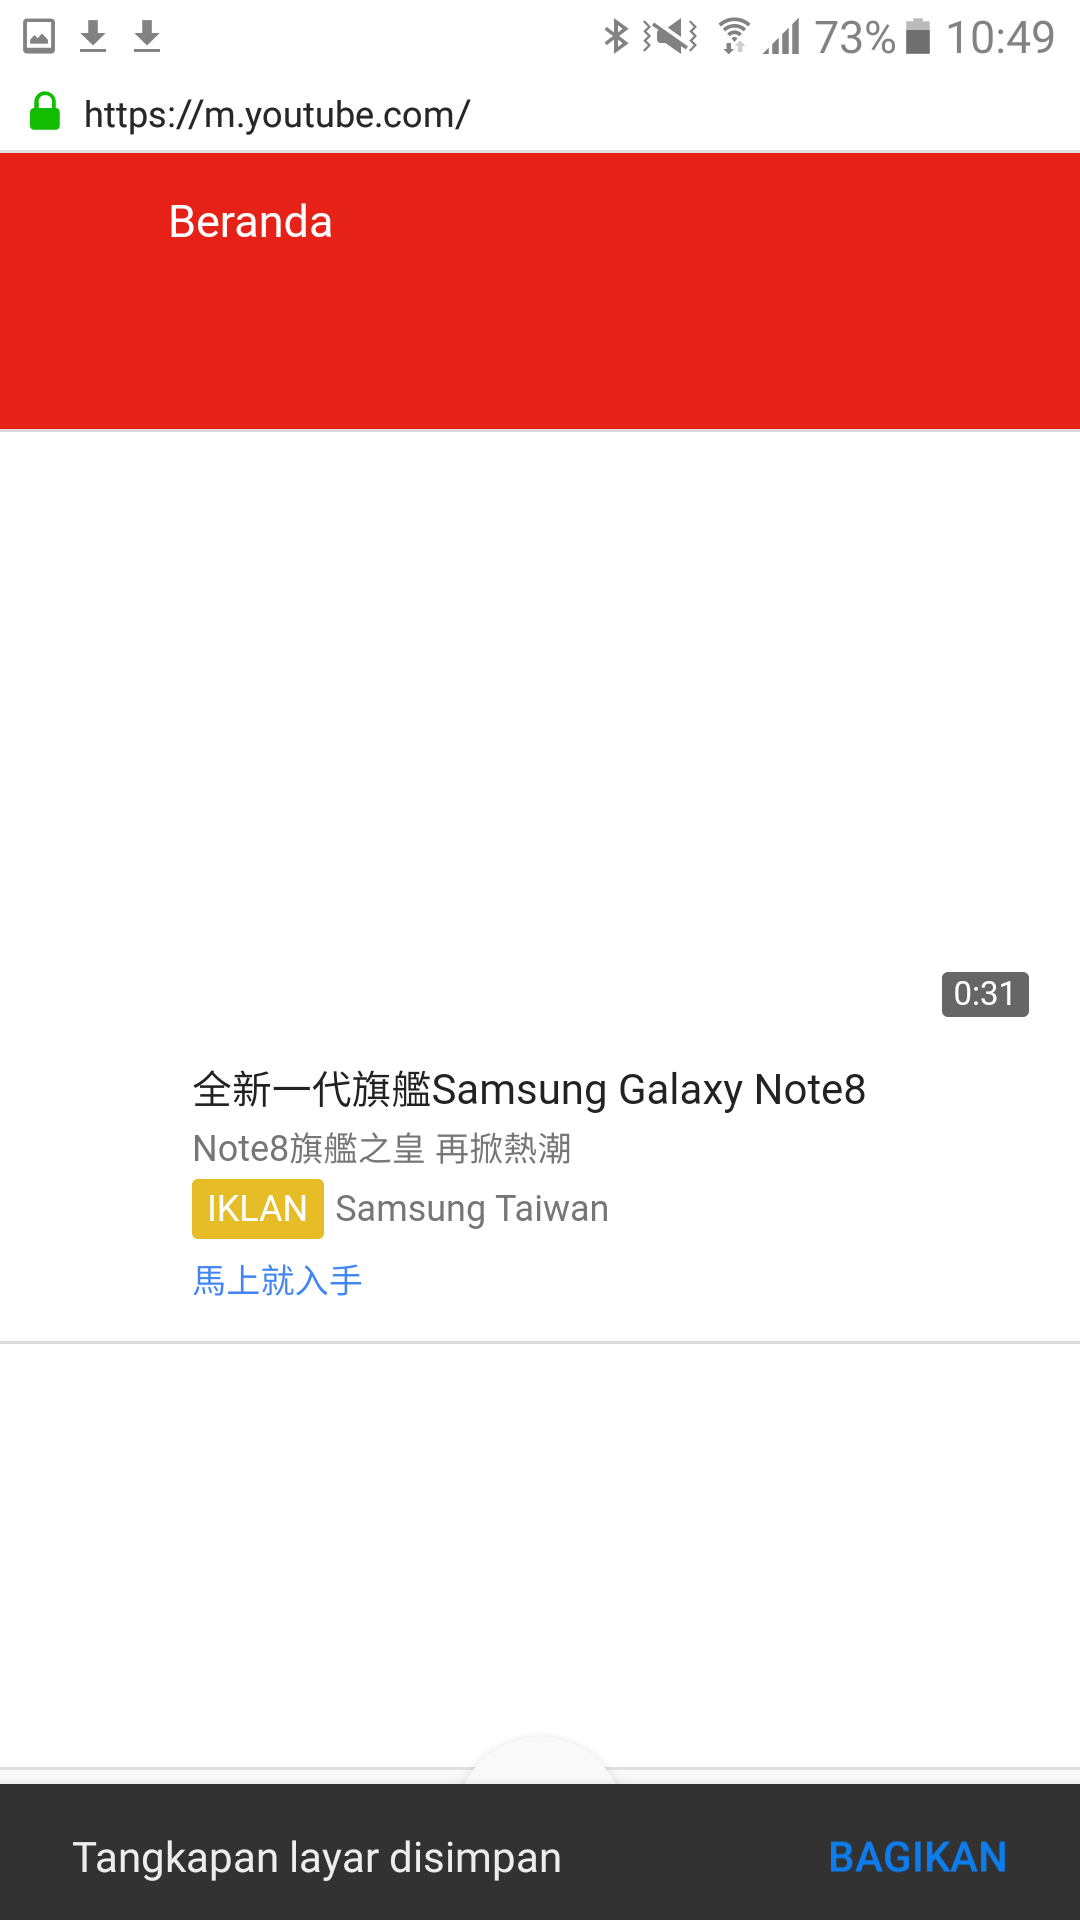 73% 10:49
https://m.youtube.com/
Beranda
0:31
全新一代旗艦Samsung Galaxy Note8
Note8旗艦之皇 再掀熱潮
IKLAN Samsung Taiwan
馬上就入手
Tangkapan layar disimpan BAGIKAN